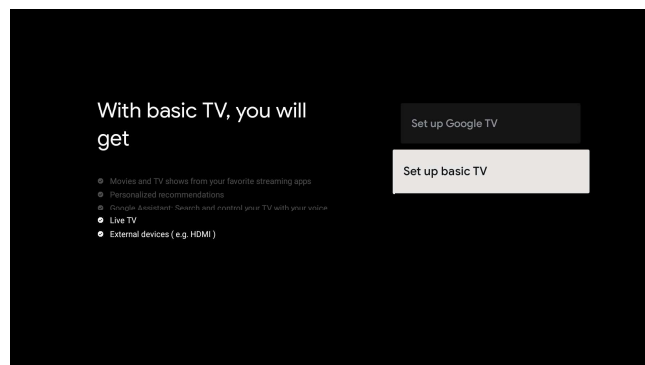 With basic TV, you will
get
Set up Google TV
Set up basic TV
Movies and TV shows from your favorite streaming apps
Personalized recommendations
Google Assistant: Search and control your TV with your voice
Live TV
External devices ( e.g. HDMI )